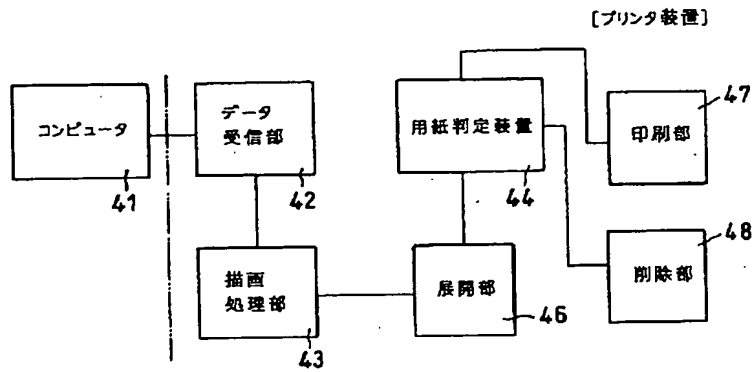 [プリンタ装置]
コンピュータ
41
データ
受信部
42
用紙判定装置
44
印刷部
47
描画
処理部
43
展開部
46
削除部
48